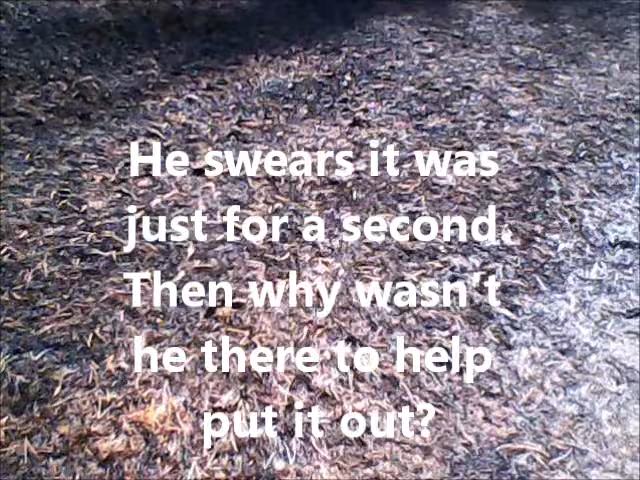 He swears it was
just for a second.
Then why wasn't
he there to help
put it out?